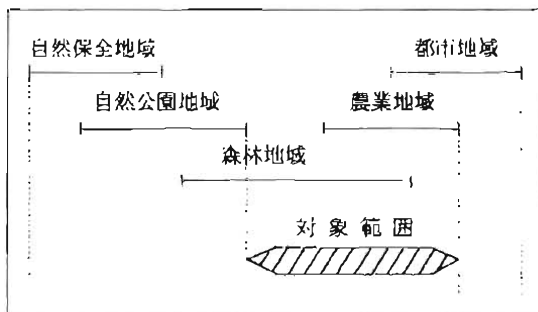 自然保全地域
都市地域
自然公園地域
農業地域
森林地域
対象範囲